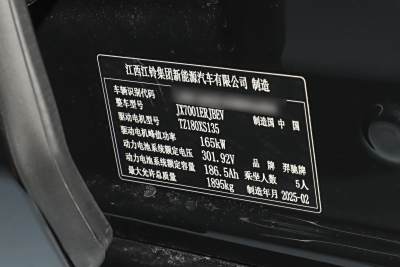 江西江铃集团新能源汽车有限公司 制造
车辆识别代码
整车型号 JX7001ERJBEV 制造国 中国
驱动电机型号 TZ180XS135
驱动电机峰值功率 165kW
动力电池系统额定电压 301.92V 品牌 羿驰牌
动力电池系统额定容量 186.5Ah 乘坐人数 5人
最大允许总质量 1895kg 制造年月 2025-02